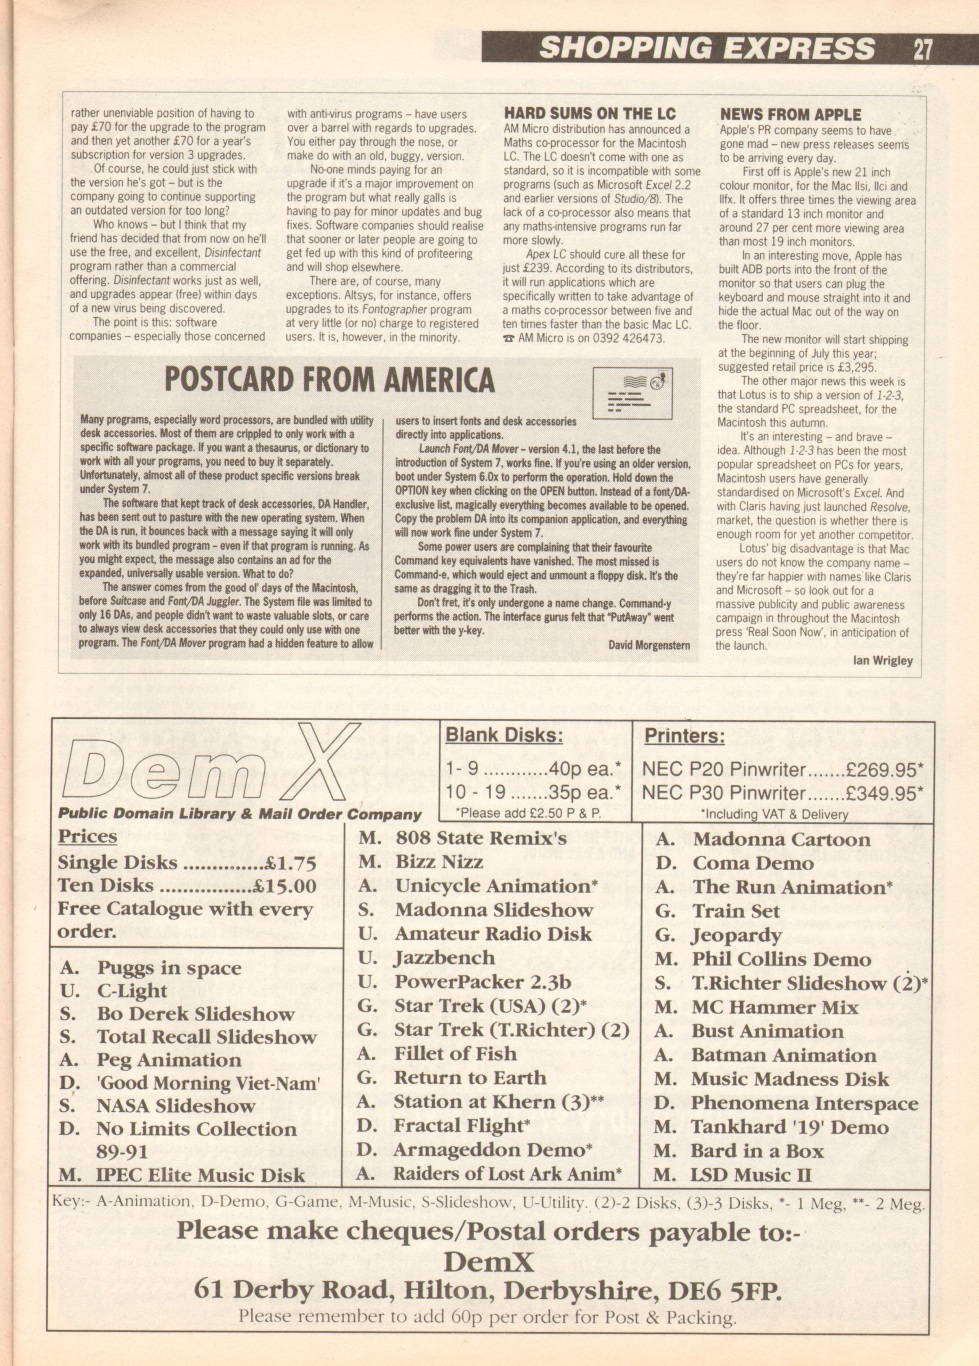 SHOPPING EXPRESS 27
rather unenviable position of having to
pay £70 for the upgrade to the program
and then yet another £70 for a year's
subscription for version 3 upgrades.
Of course, he could just stick with
the version he's got – but is the
company going to continue supporting
an outdated version for too long?
Who knows – but I think that my
friend has decided that from now on he'll
use the free, and excellent, Disinfectant
program rather than a commercial
offering. Disinfectant works just as well,
and upgrades appear (free) within days
of a new virus being discovered.
The point is this: software
companies – especially those concerned
with anti-virus programs – have users
over a barrel with regards to upgrades.
You either pay through the nose, or
make do with an old, buggy, version.
No-one minds paying for an
upgrade if it's a major improvement on
the program but what really galls is
having to pay for minor updates and bug
fixes. Software companies should realise
that sooner or later people are going to
get fed up with this kind of profiteering
and will shop elsewhere.
There are, of course, many
exceptions. Altsys, for instance, offers
upgrades to its Fontographer program
at very little (or no) charge to registered
users. It is, however, in the minority.
HARD SUMS ON THE LC
AM Micro distribution has announced a
Maths co-processor for the Macintosh
LC. The LC doesn't come with one as
standard, so it is incompatible with some
programs (such as Microsoft Excel 2.2
and earlier versions of Studio/8). The
lack of a co-processor also means that
any maths-intensive programs run far
more slowly.
Apex LC should cure all these for
just £239. According to its distributors,
it will run applications which are
specifically written to take advantage of
a maths co-processor between five and
ten times faster than the basic Mac LC.
☎ AM Micro is on 0392 426473.
NEWS FROM APPLE
Apple's PR company seems to have
gone mad – new press releases seems
to be arriving every day.
First off is Apple's new 21 inch
colour monitor, for the Mac IIsi, IIci and
IIfx. It offers three times the viewing area
of a standard 13 inch monitor and
around 27 per cent more viewing area
than most 19 inch monitors.
In an interesting move, Apple has
built ADB ports into the front of the
monitor so that users can plug the
keyboard and mouse straight into it and
hide the actual Mac out of the way on
the floor.
The new monitor will start shipping
at the beginning of July this year;
suggested retail price is £3,295.
The other major news this week is
that Lotus is to ship a version of 1-2-3,
the standard PC spreadsheet, for the
Macintosh this autumn.
It's an interesting – and brave –
idea. Although 1-2-3 has been the most
popular spreadsheet on PCs for years,
Macintosh users have generally
standardised on Microsoft's Excel. And
with Claris having just launched Resolve,
market, the question is whether there is
enough room for yet another competitor.
Lotus' big disadvantage is that Mac
users do not know the company name –
they're far happier with names like Claris
and Microsoft – so look out for a
massive publicity and public awareness
campaign in throughout the Macintosh
press 'Real Soon Now', in anticipation of
the launch.
Ian Wrigley
POSTCARD FROM AMERICA
Many programs, especially word processors, are bundled with utility
desk accessories. Most of them are crippled to only work with a
specific software package. If you want a thesaurus, or dictionary to
work with all your programs, you need to buy it separately.
Unfortunately, almost all of these product specific versions break
under System 7.
The software that kept track of desk accessories, DA Handler,
has been sent out to pasture with the new operating system. When
the DA is run, it bounces back with a message saying it will only
work with its bundled program – even if that program is running. As
you might expect, the message also contains an ad for the
expanded, universally usable version. What to do?
The answer comes from the good ol' days of the Macintosh,
before Suitcase and Font/DA Juggler. The System file was limited to
only 16 DAs, and people didn't want to waste valuable slots, or care
to always view desk accessories that they could only use with one
program. The Font/DA Mover program had a hidden feature to allow
users to insert fonts and desk accessories
directly into applications.
Launch Font/DA Mover – version 4.1, the last before the
introduction of System 7, works fine. If you're using an older version,
boot under System 6.0x to perform the operation. Hold down the
OPTION key when clicking on the OPEN button. Instead of a font/DA-
exclusive list, magically everything becomes available to be opened.
Copy the problem DA into its companion application, and everything
will now work fine under System 7.
Some power users are complaining that their favourite
Command key equivalents have vanished. The most missed is
Command-e, which would eject and unmount a floppy disk. It's the
same as dragging it to the Trash.
Don't fret, it's only undergone a name change. Command-y
performs the action. The interface gurus felt that "PutAway" went
better with the y-key.
David Morgenstern
DemX
Public Domain Library & Mail Order Company
Blank Disks:
1- 9 ............40p ea.*
10 - 19 .......35p ea.*
*Please add £2.50 P & P.
Printers:
NEC P20 Pinwriter.......£269.95*
NEC P30 Pinwriter.......£349.95*
*Including VAT & Delivery
Prices
Single Disks ..............£1.75
Ten Disks ................£15.00
Free Catalogue with every
order.
A. Puggs in space
U. C-Light
S. Bo Derek Slideshow
S. Total Recall Slideshow
A. Peg Animation
D. 'Good Morning Viet-Nam'
S. NASA Slideshow
D. No Limits Collection
89-91
M. IPEC Elite Music Disk
M. 808 State Remix's
M. Bizz Nizz
A. Unicycle Animation*
S. Madonna Slideshow
U. Amateur Radio Disk
U. Jazzbench
U. PowerPacker 2.3b
G. Star Trek (USA) (2)*
G. Star Trek (T.Richter) (2)
A. Fillet of Fish
G. Return to Earth
A. Station at Khern (3)**
D. Fractal Flight*
D. Armageddon Demo*
A. Raiders of Lost Ark Anim*
A. Madonna Cartoon
D. Coma Demo
A. The Run Animation*
G. Train Set
G. Jeopardy
M. Phil Collins Demo
S. T.Richter Slideshow (2)*
M. MC Hammer Mix
A. Bust Animation
A. Batman Animation
M. Music Madness Disk
D. Phenomena Interspace
M. Tankhard '19' Demo
M. Bard in a Box
M. LSD Music II
Key:- A-Animation, D-Demo, G-Game, M-Music, S-Slideshow, U-Utility. (2)-2 Disks, (3)-3 Disks, *- 1 Meg, **- 2 Meg.
Please make cheques/Postal orders payable to:-
DemX
61 Derby Road, Hilton, Derbyshire, DE6 5FP.
Please remember to add 60p per order for Post & Packing.